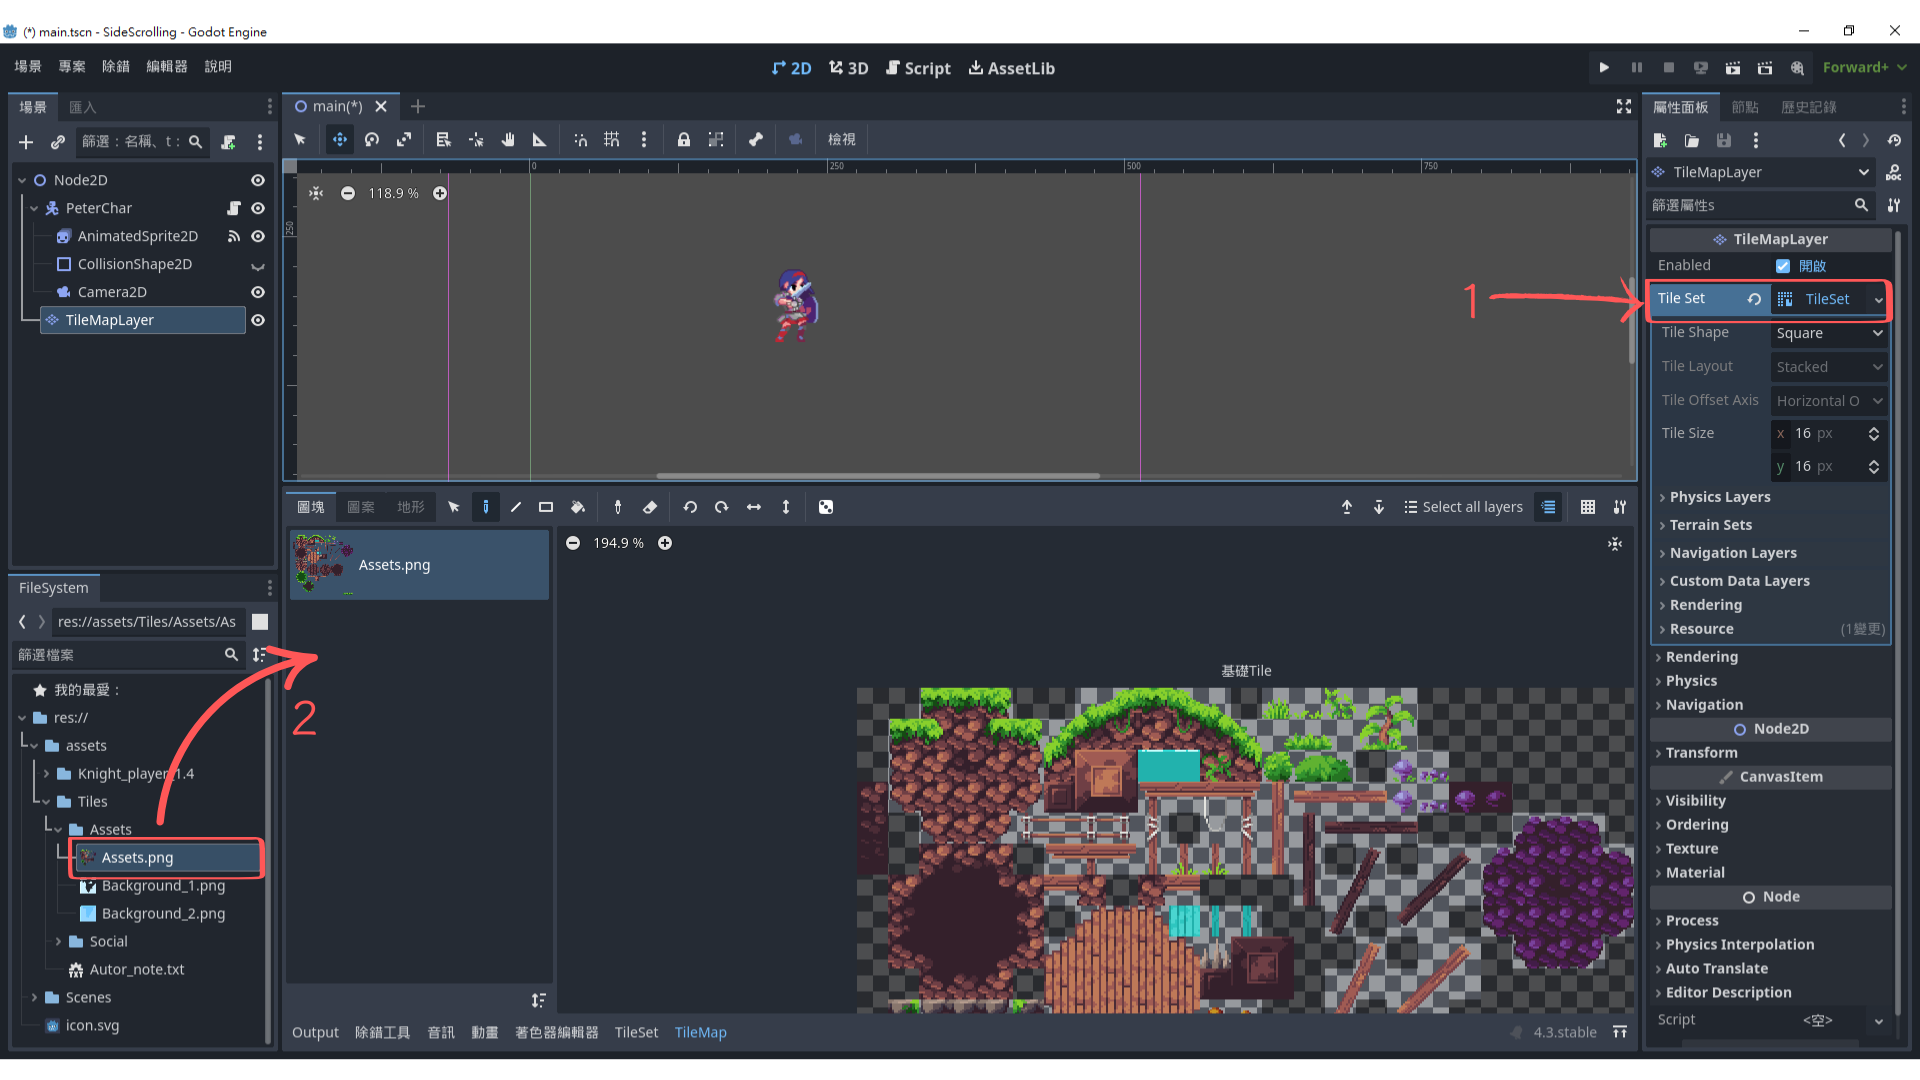 (*) main.tscn - SideScrolling - Godot Engine
場景 專案 除錯 編輯器 說明
2D 3D Script AssetLib
Forward+
場景 匯入
篩選：名稱、t：
Node2D
PeterChar
AnimatedSprite2D
CollisionShape2D
Camera2D
TileMapLayer
FileSystem
res://assets/Tiles/Assets/As
篩選檔案
我的最愛：
res://
assets
Knight_player_1.4
Tiles
Assets
Assets.png
Background_1.png
Background_2.png
Social
Autor_note.txt
Scenes
icon.svg
2
main(*)
檢視
0 250 500 750
250
118.9 %
1
圖塊 圖案 地形
Select all layers
Assets.png
194.9 %
基礎Tile
Output 除錯工具 音訊 動畫 著色器編輯器 TileSet TileMap
4.3.stable
屬性面板 節點 歷史記錄
TileMapLayer
篩選屬性s
TileMapLayer
Enabled 開啟
Tile Set TileSet
Tile Shape Square
Tile Layout Stacked
Tile Offset Axis Horizontal O
Tile Size x 16 px
y 16 px
Physics Layers
Terrain Sets
Navigation Layers
Custom Data Layers
Rendering
Resource (1變更)
Rendering
Physics
Navigation
Node2D
Transform
CanvasItem
Visibility
Ordering
Texture
Material
Node
Process
Physics Interpolation
Auto Translate
Editor Description
Script <空>